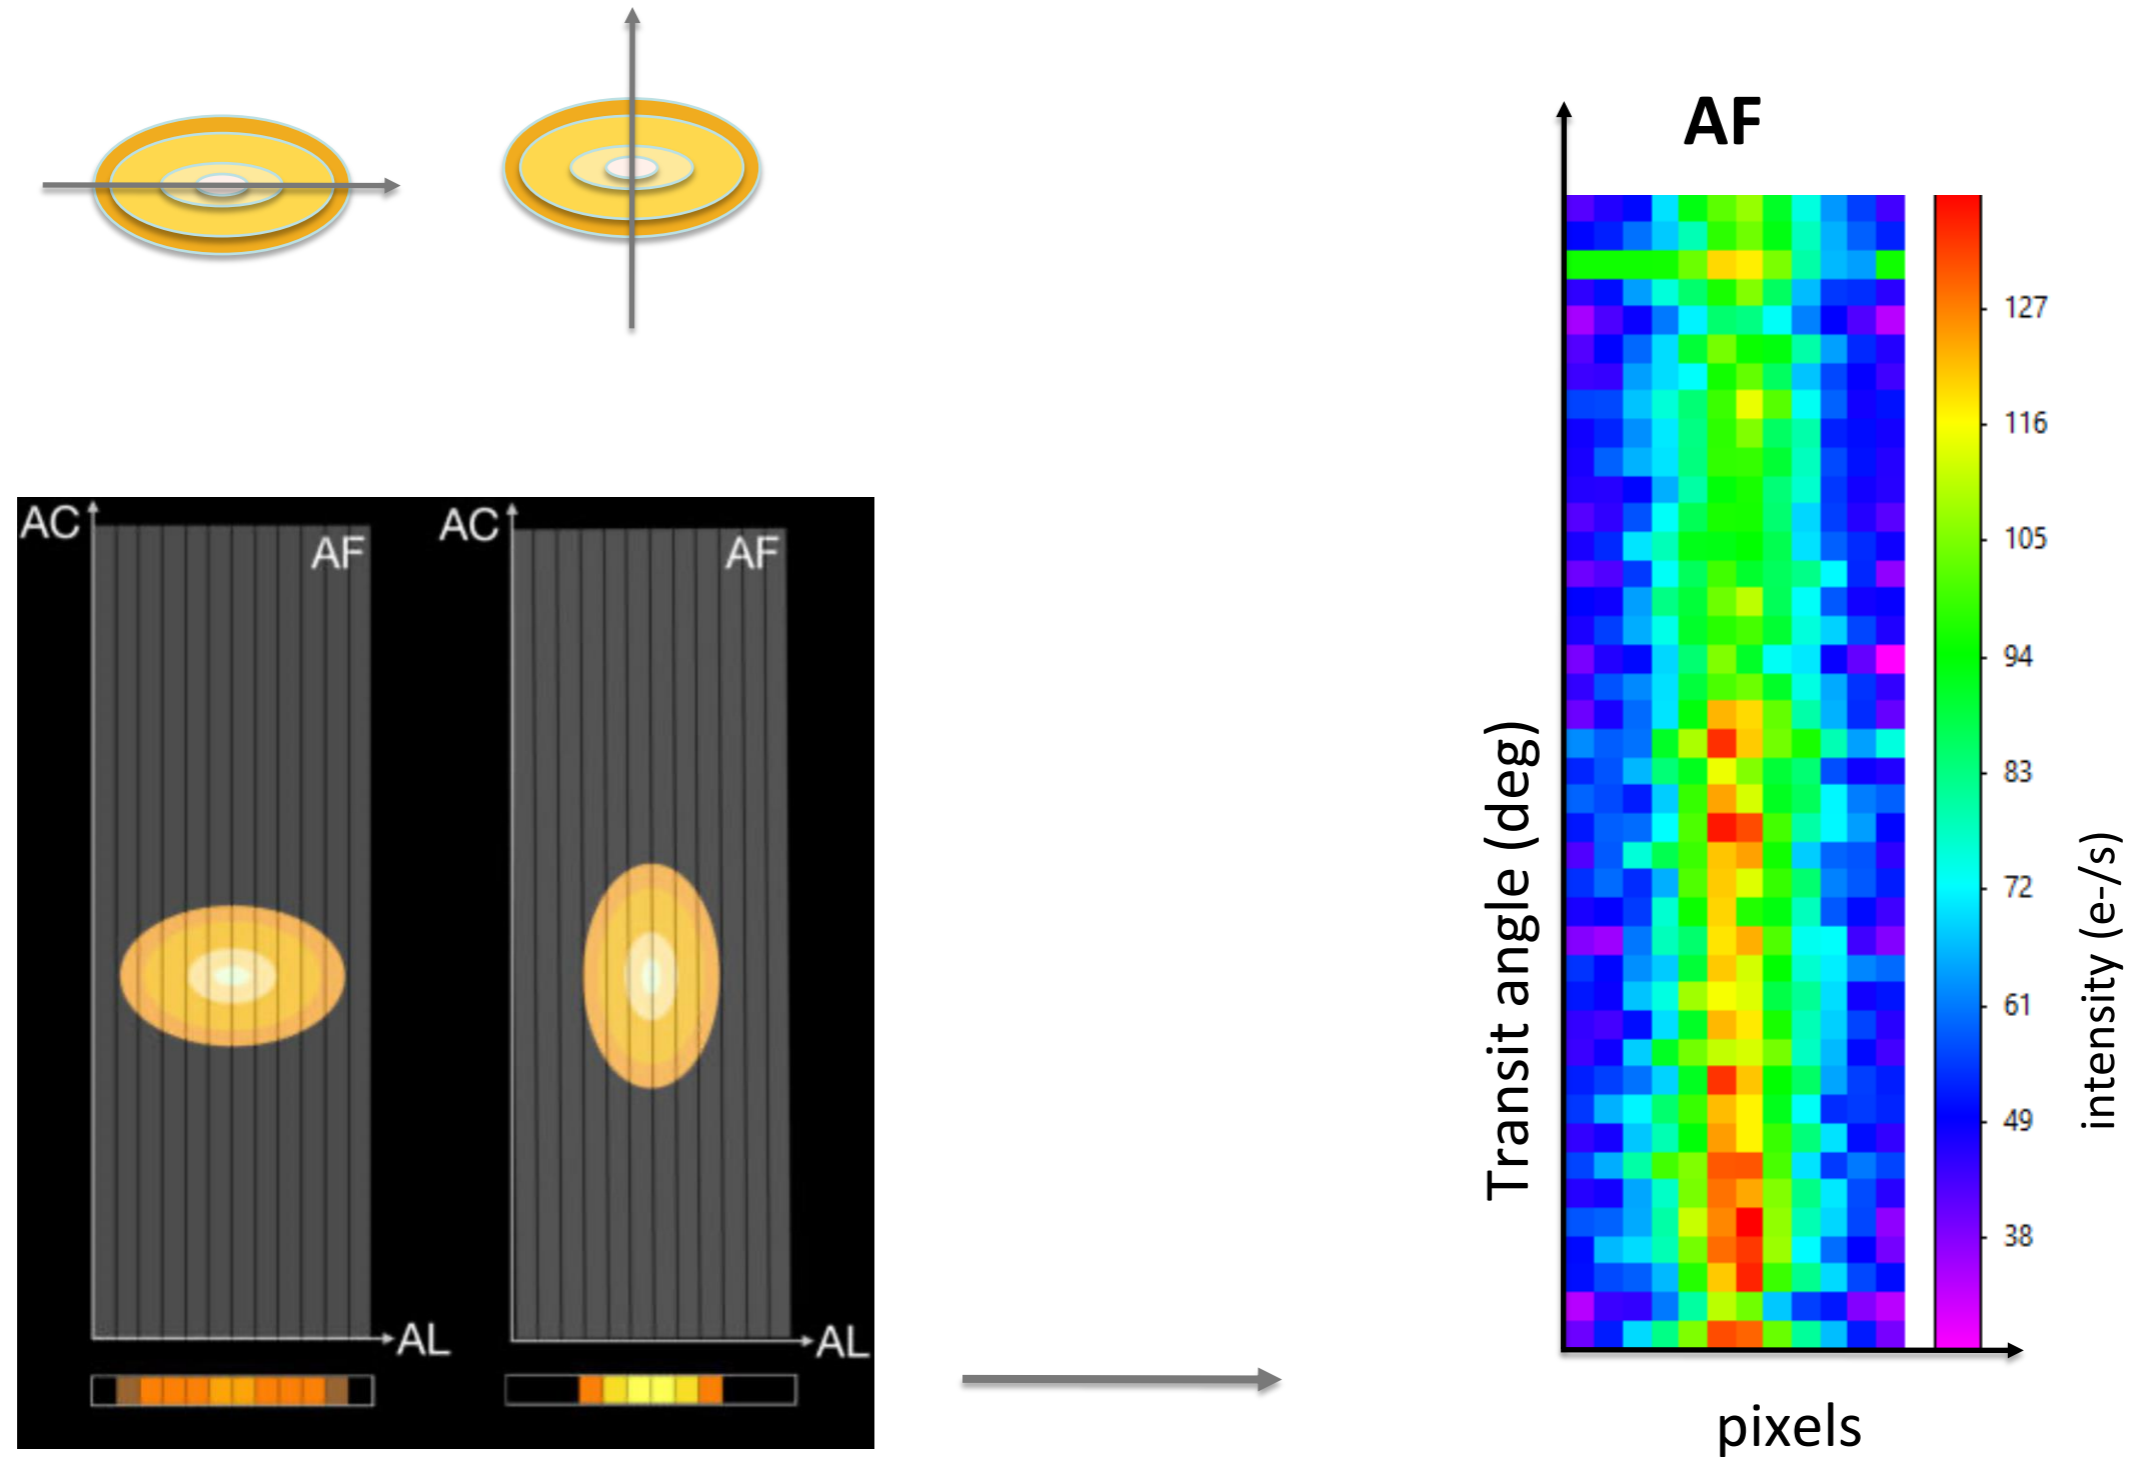 AC
AF
AL
AC
AF
AL
AF
Transit angle (deg)
127
116
105
94
83
72
61
49
38
intensity (e-/s)
pixels